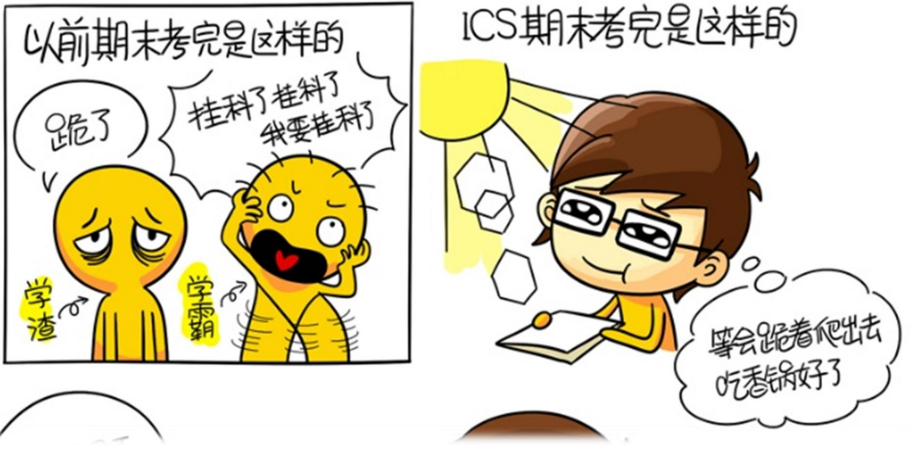 以前期末考完是这样的
跪了
挂科了挂科了
我要挂科了
学渣
学霸
ICS期末考完是这样的
等会跪着爬出去
吃香锅好了